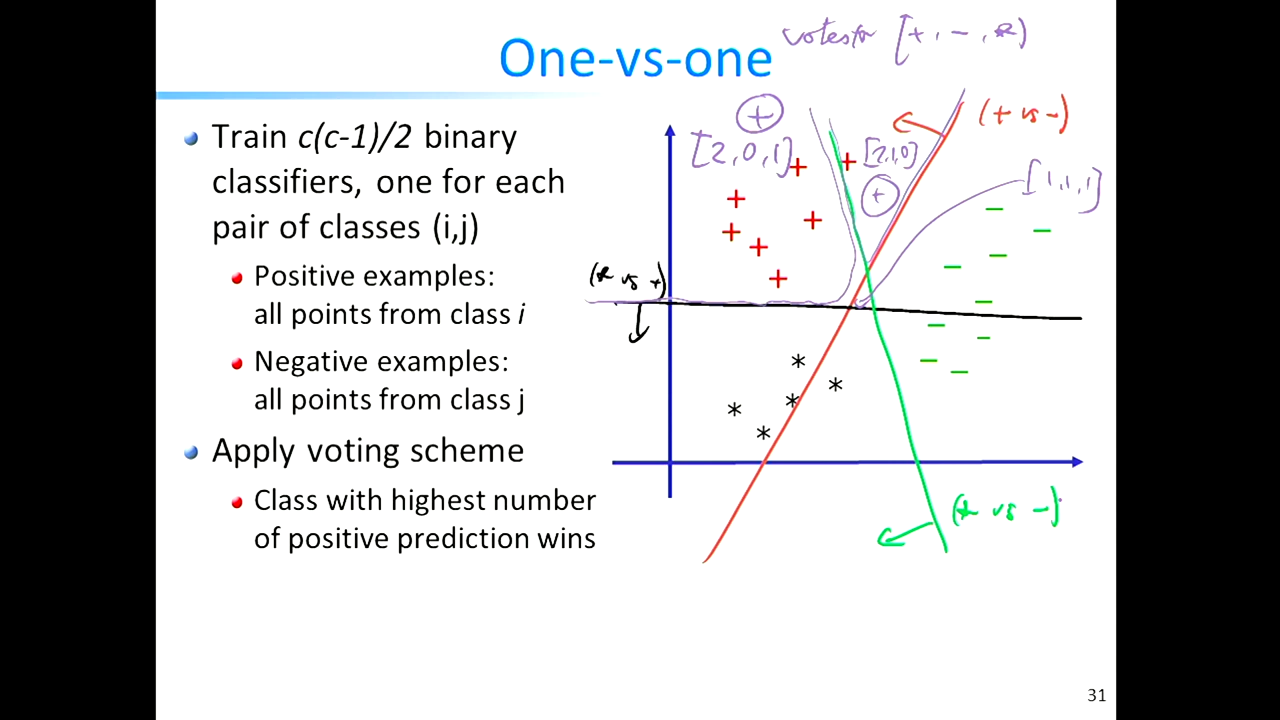 votes for [+, -, *]
One-vs-one
Train c(c-1)/2 binary
classifiers, one for each
pair of classes (i,j)
Positive examples:
all points from class i
Negative examples:
all points from class j
Apply voting scheme
Class with highest number
of positive prediction wins
+
[2,0,1]
[2,1,0]
+
(+ vs -)
[1,1,1]
(* vs +)
(* vs -)
31